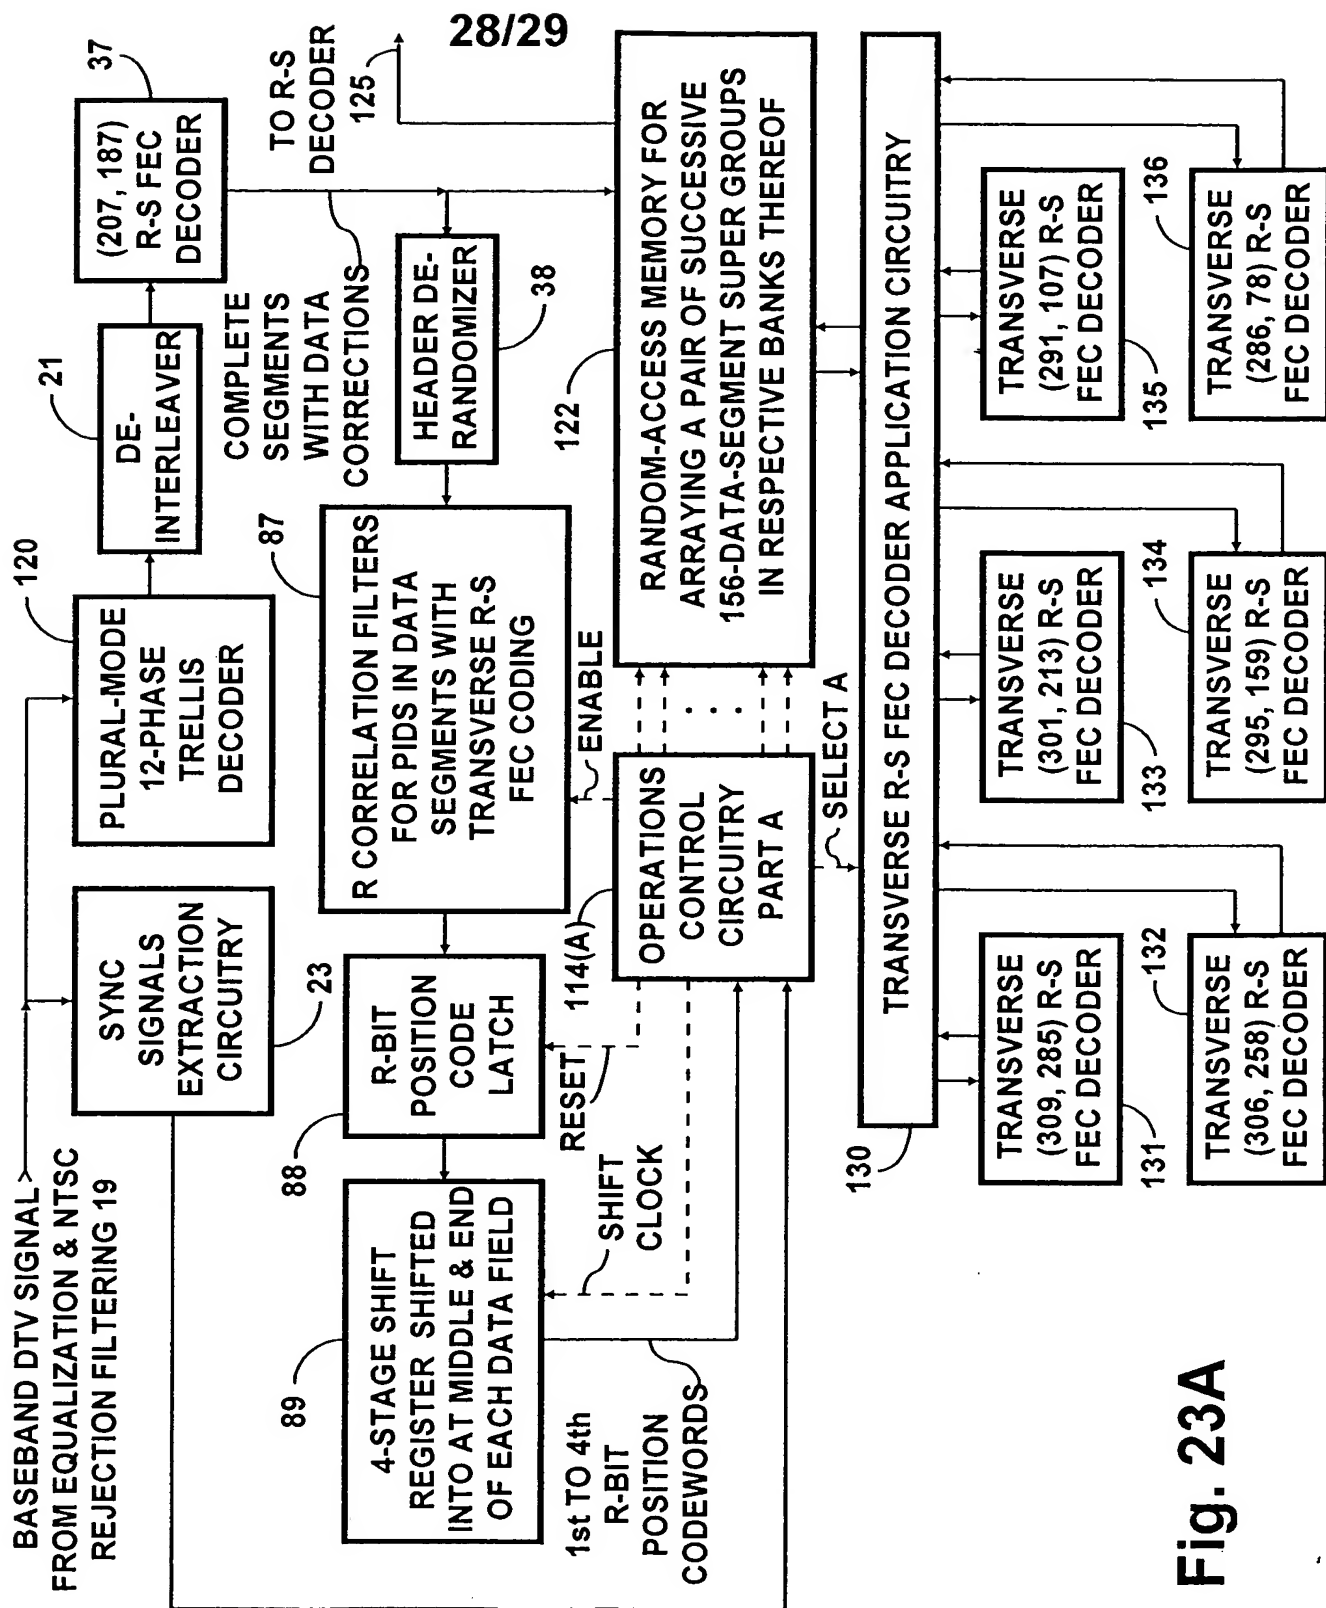 28/29
BASEBAND DTV SIGNAL >
FROM EQUALIZATION & NTSC
REJECTION FILTERING 19
SYNC
SIGNALS
EXTRACTION
CIRCUITRY
23
120
PLURAL-MODE
12-PHASE
TRELLIS
DECODER
21
DE-
INTERLEAVER
37
(207, 187)
R-S FEC
DECODER
TO R-S
DECODER
125
COMPLETE
SEGMENTS
WITH DATA
CORRECTIONS
HEADER DE-
RANDOMIZER
38
87
R CORRELATION FILTERS
FOR PIDS IN DATA
SEGMENTS WITH
TRANSVERSE R-S
FEC CODING
R-BIT
POSITION
CODE
LATCH
88
89
4-STAGE SHIFT
REGISTER SHIFTED
INTO AT MIDDLE & END
OF EACH DATA FIELD
RESET
SHIFT
CLOCK
ENABLE
1st TO 4th
R-BIT
POSITION
CODEWORDS
114(A)
OPERATIONS
CONTROL
CIRCUITRY
PART A
SELECT A
122
RANDOM-ACCESS MEMORY FOR
ARRAYING A PAIR OF SUCCESSIVE
156-DATA-SEGMENT SUPER GROUPS
IN RESPECTIVE BANKS THEREOF
. . .
TRANSVERSE R-S FEC DECODER APPLICATION CIRCUITRY
130
TRANSVERSE
(309, 285) R-S
FEC DECODER
131
TRANSVERSE
(306, 258) R-S
FEC DECODER
132
TRANSVERSE
(301, 213) R-S
FEC DECODER
133
TRANSVERSE
(295, 159) R-S
FEC DECODER
134
TRANSVERSE
(291, 107) R-S
FEC DECODER
135
TRANSVERSE
(286, 78) R-S
FEC DECODER
136
Fig. 23A